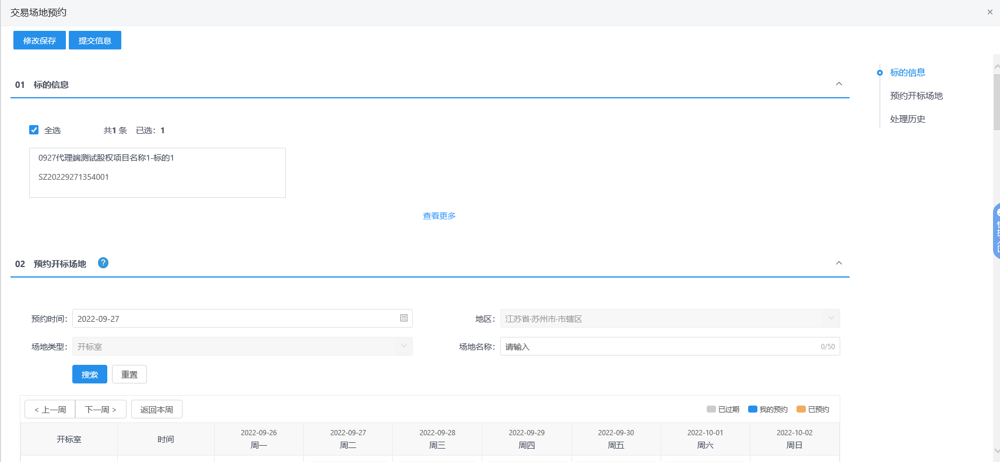 交易场地预约
×
修改保存 提交信息
01 标的信息
标的信息
预约开标场地
处理历史
全选 共1 条 已选：1
0927代理端测试股权项目名称1-标的1
SZ20229271354001
查看更多
02 预约开标场地 ?
预约时间： 2022-09-27 地区： 江苏省·苏州市·市辖区
场地类型： 开标室 场地名称： 请输入 0/50
搜索 重置
< 上一周 下一周 > 返回本周 已过期 我的预约 已预约
开标室 时间 2022-09-26 2022-09-27 2022-09-28 2022-09-29 2022-09-30 2022-10-01 2022-10-02
周一 周二 周三 周四 周五 周六 周日